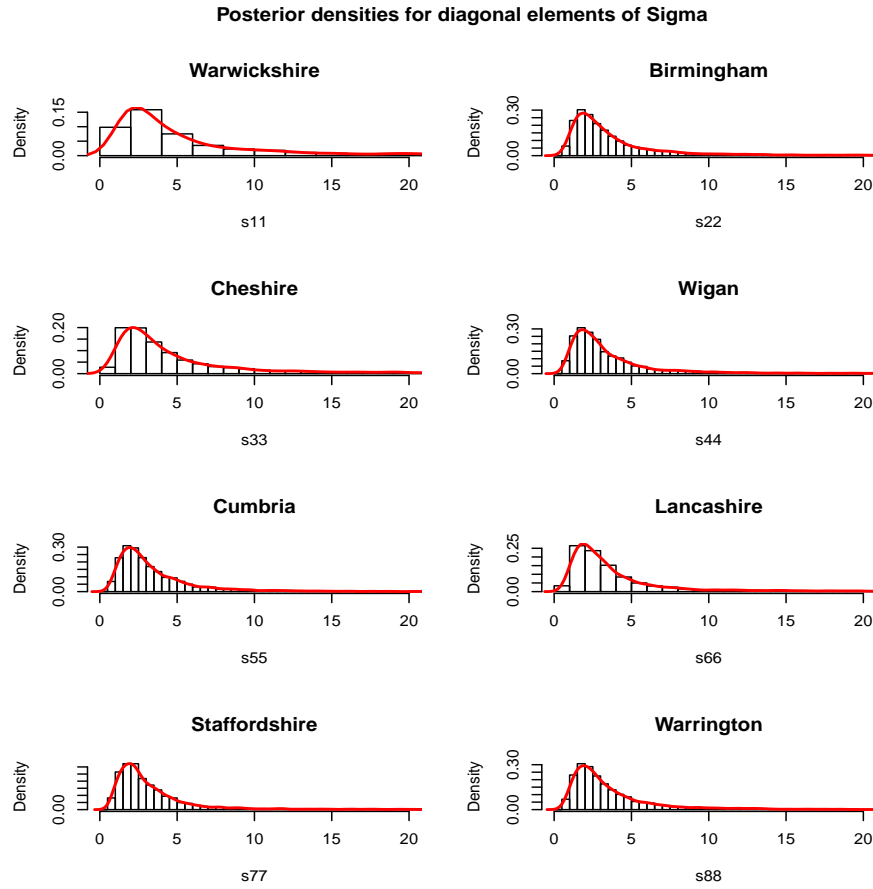 Posterior densities for diagonal elements of Sigma
Warwickshire
Density
0.00 0.15
0 5 10 15 20
s11
Birmingham
Density
0.00 0.30
0 5 10 15 20
s22
Cheshire
Density
0.00 0.20
0 5 10 15 20
s33
Wigan
Density
0.00 0.30
0 5 10 15 20
s44
Cumbria
Density
0.00 0.30
0 5 10 15 20
s55
Lancashire
Density
0.00 0.25
0 5 10 15 20
s66
Staffordshire
Density
0.00
0 5 10 15 20
s77
Warrington
Density
0.00 0.30
0 5 10 15 20
s88